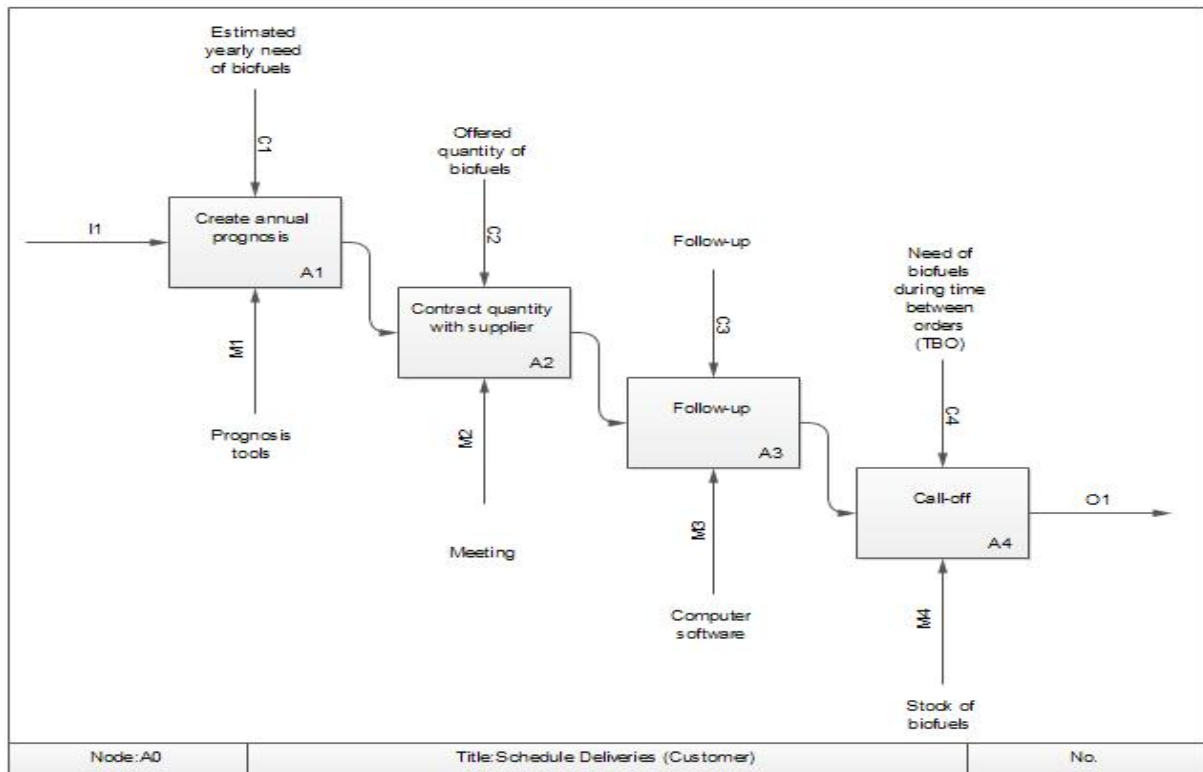 Estimated
yearly need
of biofuels
C1
I1
Create annual
prognosis
A1
M1
Prognosis
tools
Offered
quantity of
biofuels
C2
Contract quantity
with supplier
A2
M2
Meeting
Follow-up
C3
Follow-up
A3
M3
Computer
software
Need of
biofuels
during time
between
orders
(TBO)
C4
Call-off
A4
O1
M4
Stock of
biofuels
Node:A0
Title:Schedule Deliveries (Customer)
No.